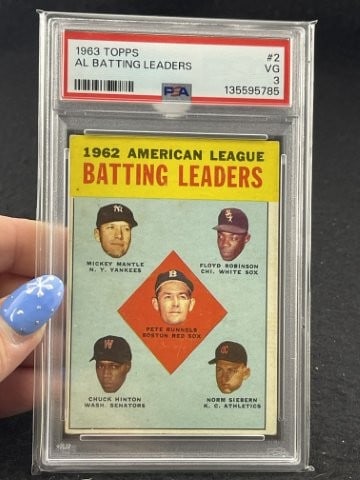 1963 TOPPS #2
AL BATTING LEADERS VG
3
PSA 135595785
1962 AMERICAN LEAGUE
BATTING LEADERS
MICKEY MANTLE
N. Y. YANKEES
FLOYD ROBINSON
CHI. WHITE SOX
B
PETE RUNNELS
BOSTON RED SOX
W
CHUCK HINTON
WASH. SENATORS
NORM SIEBERN
K. C. ATHLETICS